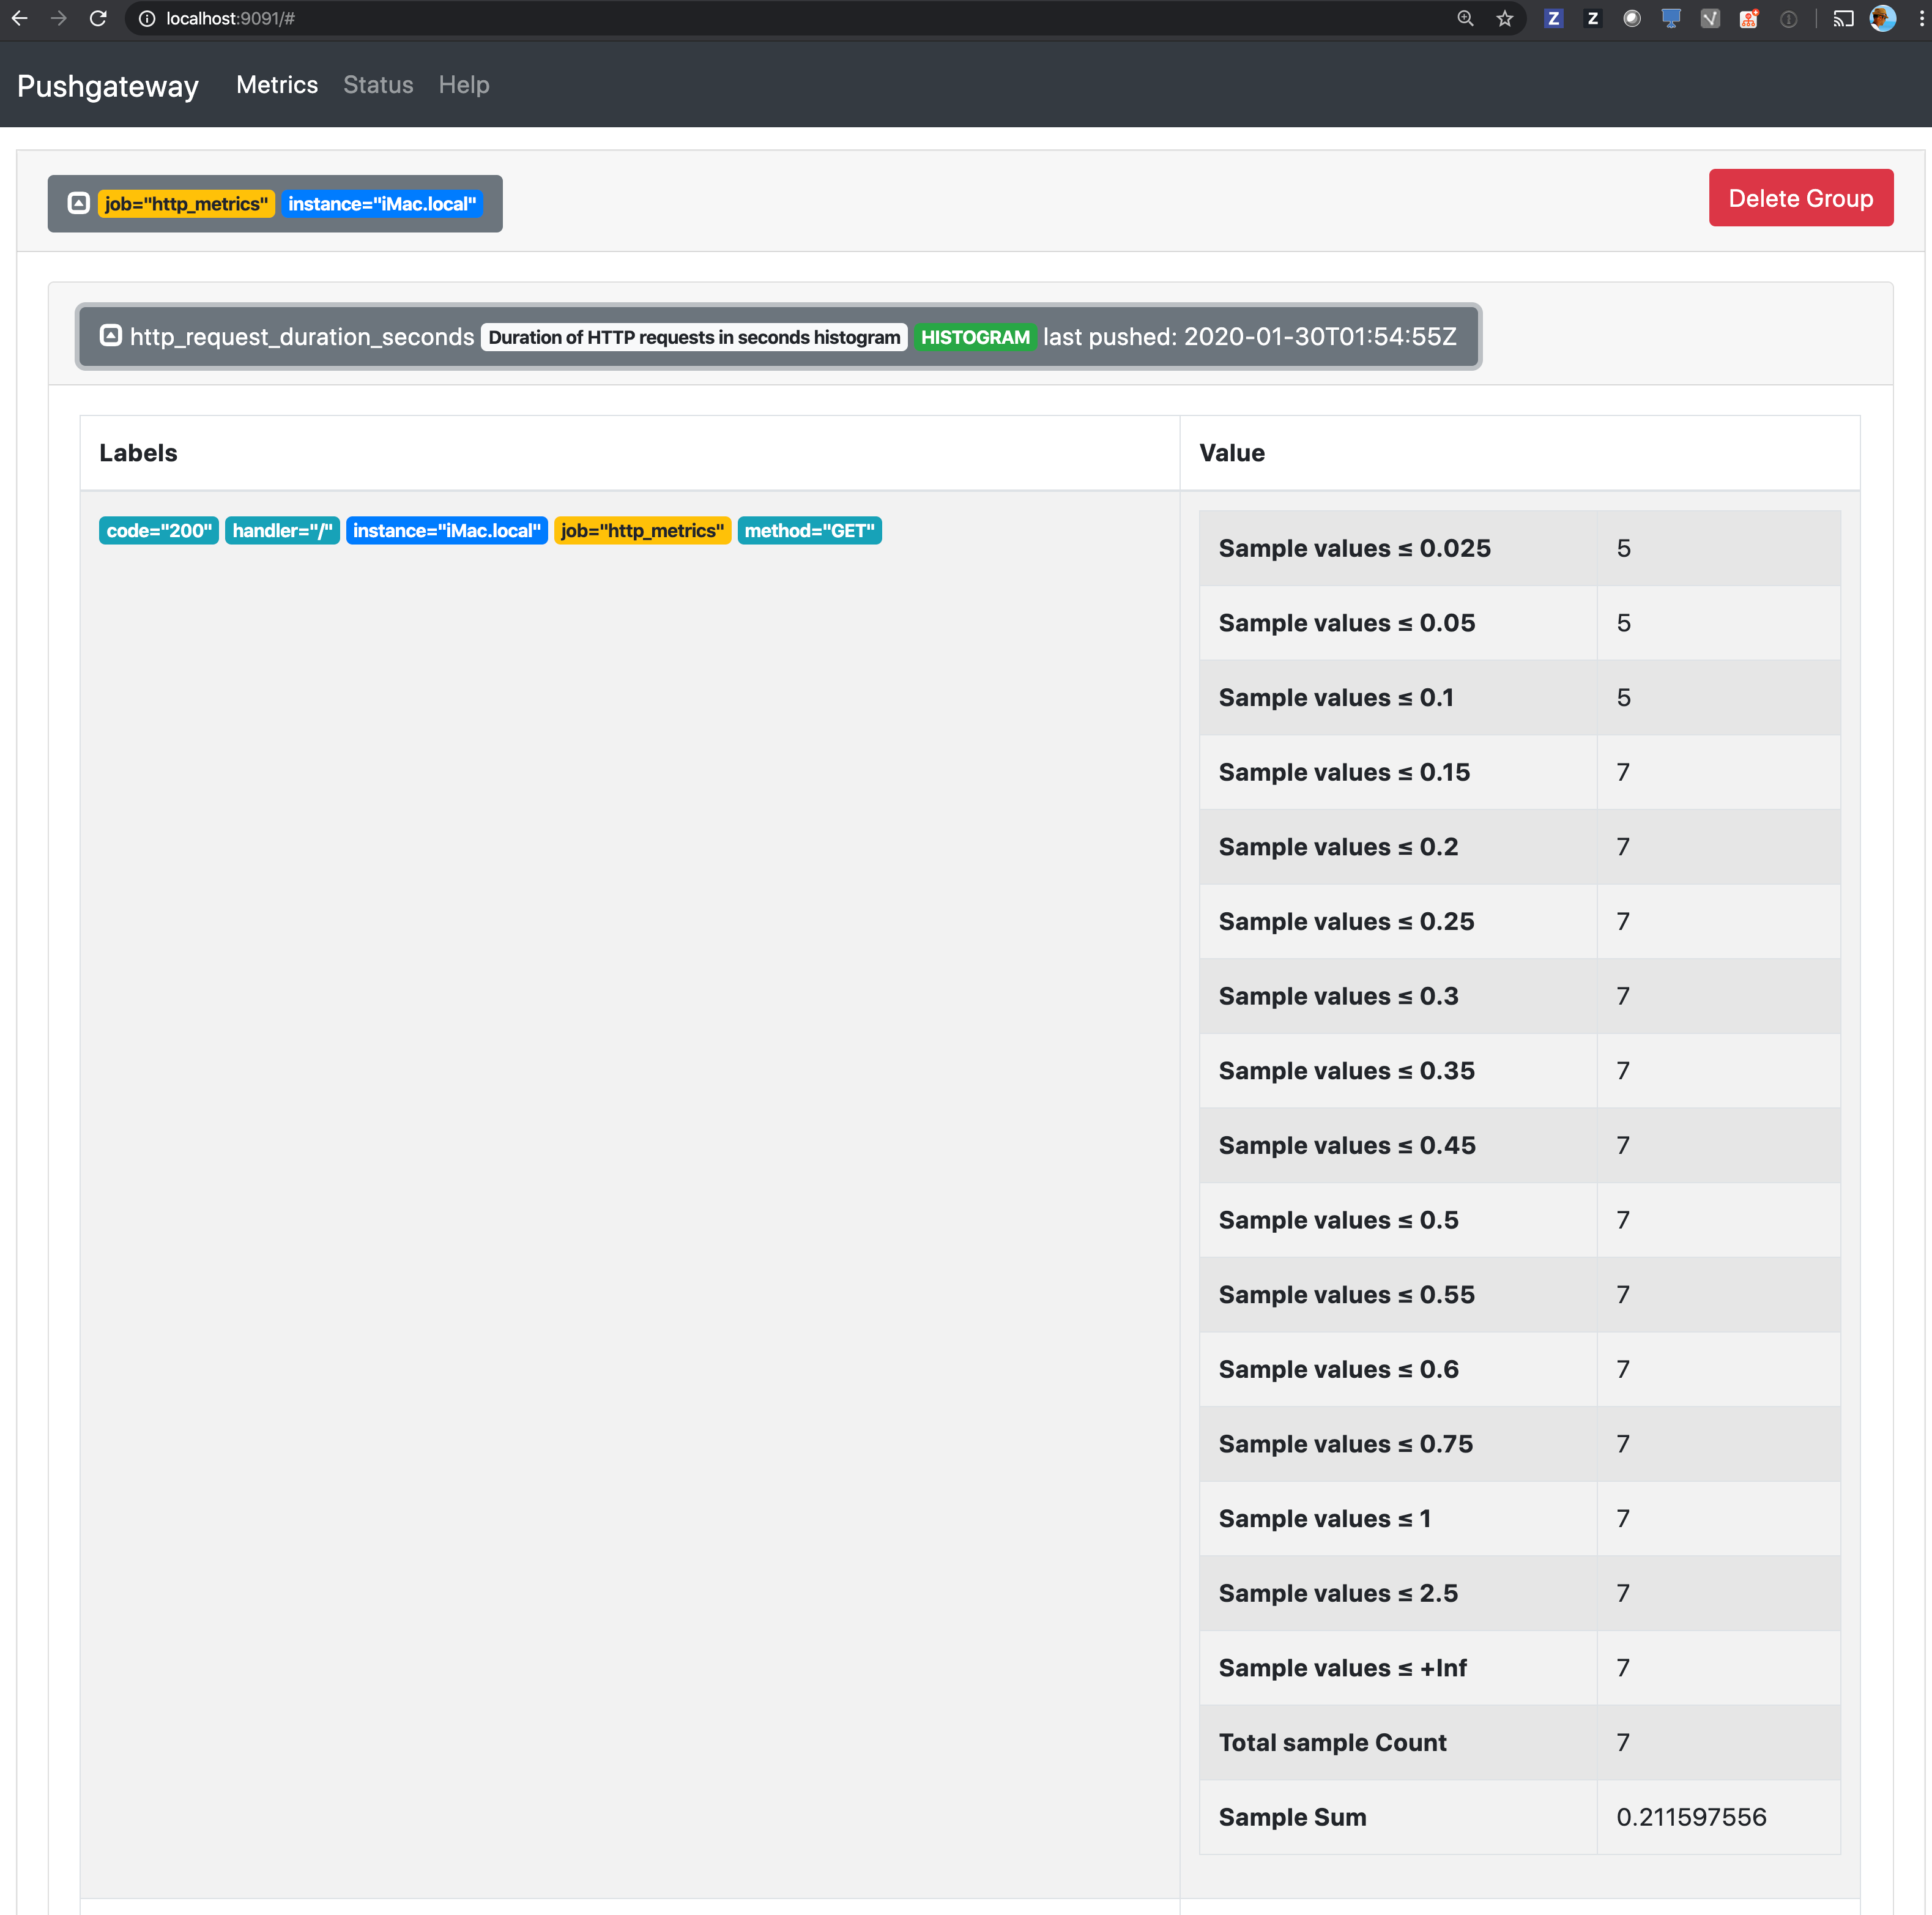 localhost:9091/#
Pushgateway Metrics Status Help
job="http_metrics" instance="iMac.local" Delete Group
http_request_duration_seconds Duration of HTTP requests in seconds histogram HISTOGRAM last pushed: 2020-01-30T01:54:55Z
Labels Value
code="200" handler="/" instance="iMac.local" job="http_metrics" method="GET"
Sample values ≤ 0.025 5
Sample values ≤ 0.05 5
Sample values ≤ 0.1 5
Sample values ≤ 0.15 7
Sample values ≤ 0.2 7
Sample values ≤ 0.25 7
Sample values ≤ 0.3 7
Sample values ≤ 0.35 7
Sample values ≤ 0.45 7
Sample values ≤ 0.5 7
Sample values ≤ 0.55 7
Sample values ≤ 0.6 7
Sample values ≤ 0.75 7
Sample values ≤ 1 7
Sample values ≤ 2.5 7
Sample values ≤ +Inf 7
Total sample Count 7
Sample Sum 0.211597556